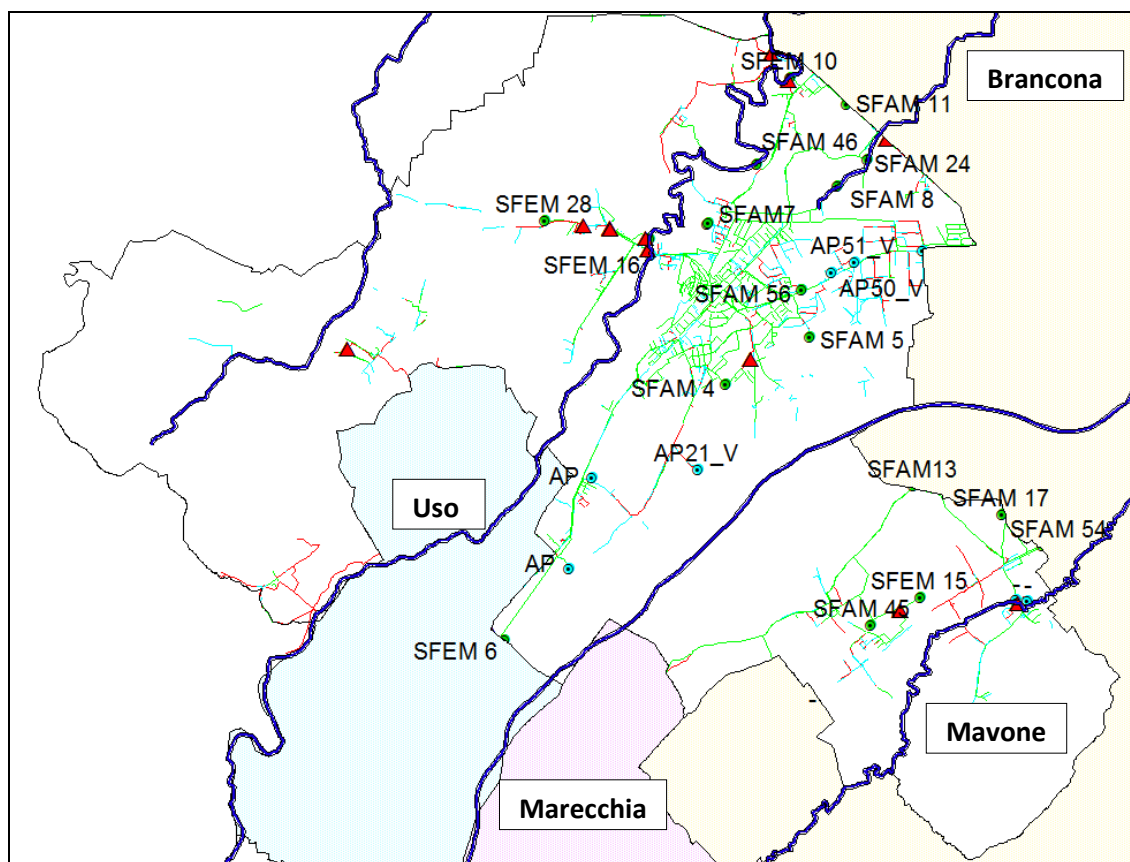 SFEM 10
Brancona
SFAM 11
SFAM 46
SFAM 24
SFAM 8
SFEM 28
SFAM7
SFEM 16
AP51_V
AP50_V
SFAM 56
SFAM 5
SFAM 4
AP21_V
AP
SFAM13
Uso
SFAM 17
SFAM 54
AP
SFEM 15
--
SFAM 45
SFEM 6
-
Mavone
Marecchia